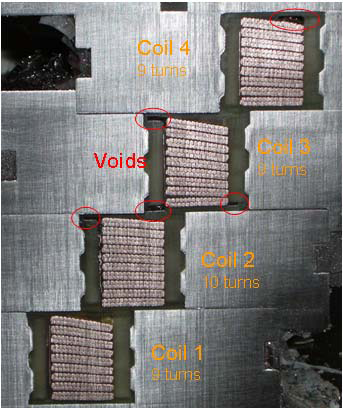 Coil 4
9 turns
Voids
Coil 3
9 turns
Coil 2
10 turns
Coil 1
9 turns